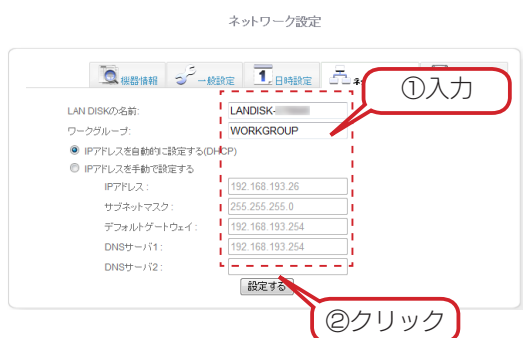 ネットワーク設定
機器情報 一般設定 1. 日時設定 ネ
①入力
LAN DISKの名前: LANDISK-
ワークグループ: WORKGROUP
IPアドレスを自動的に設定する(DHCP)
IPアドレスを手動で設定する
IPアドレス: 192.168.193.26
サブネットマスク: 255.255.255.0
デフォルトゲートウェイ: 192.168.193.254
DNSサーバ1: 192.168.193.254
DNSサーバ2:
設定する
②クリック